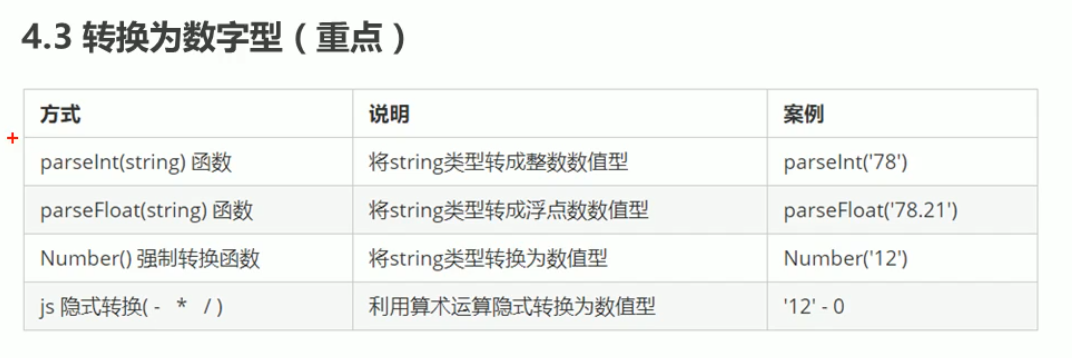 4.3 转换为数字型（重点）
方式 说明 案例
parseInt(string) 函数 将string类型转成整数数值型 parseInt('78')
parseFloat(string) 函数 将string类型转成浮点数数值型 parseFloat('78.21')
Number() 强制转换函数 将string类型转换为数值型 Number('12')
js 隐式转换( - * / ) 利用算术运算隐式转换为数值型 '12' - 0